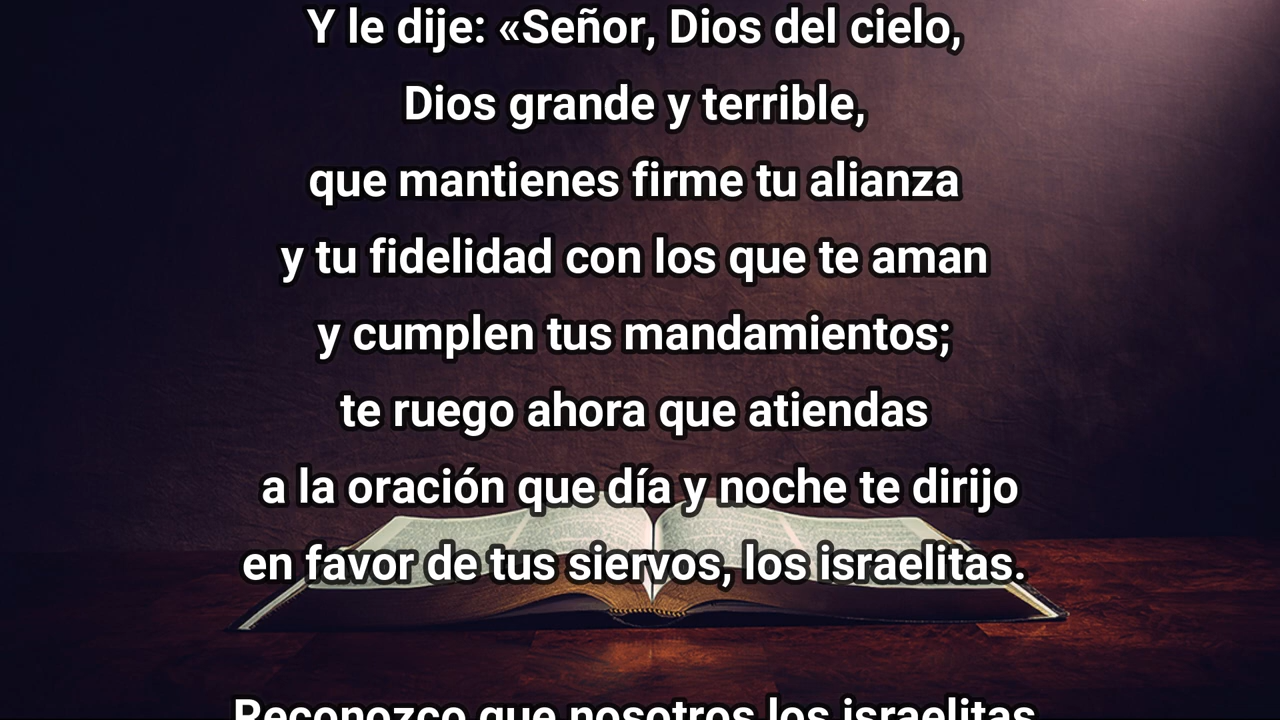 Y le dije: «Señor, Dios del cielo,
Dios grande y terrible,
que mantienes firme tu alianza
y tu fidelidad con los que te aman
y cumplen tus mandamientos;
te ruego ahora que atiendas
a la oración que día y noche te dirijo
en favor de tus siervos, los israelitas.
Reconozco que nosotros los israelitas